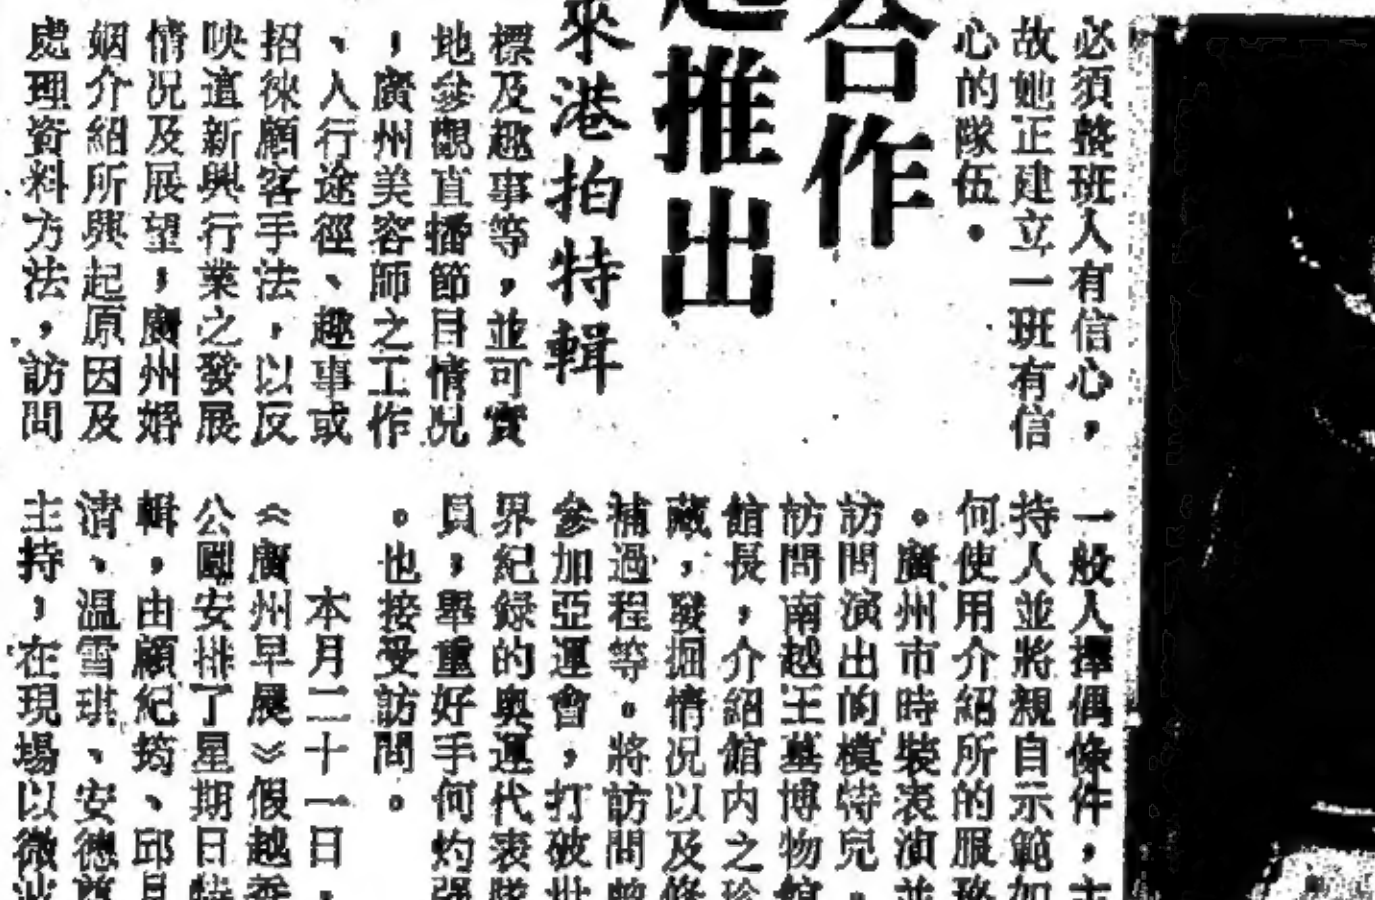 必須整班人有信心，
故她正建立一班有信
心的隊伍。
合作
起推出
來港拍特輯
標及趣事等，並可實
地參觀直播節目情況
，廣州美容師之工作
、人行途徑、趣事或
招徠顧客手法，以反
映這新興行業之發展
情況及展望，廣州婚
姻介紹所興起原因及
處理資料方法，訪問
一般人擇偶條件，主
持人並將親自示範如
何使用介紹所的服務
。廣州市時裝表演並
訪問演出的模特兒。
訪問南越王墓博物館
館長，介紹館內之珍
藏，發掘情況以及修
補過程等。將訪問曾
參加亞運會，打破世
界紀錄的奧運代表隊
員，舉重好手何灼强
。也接受訪問。
本月二十一日，
《廣州早晨》假越秀
公園安排了星期日特
輯，由顧紀筠、邱月
清、温雪琪、安德尊
主持，在現場以微波